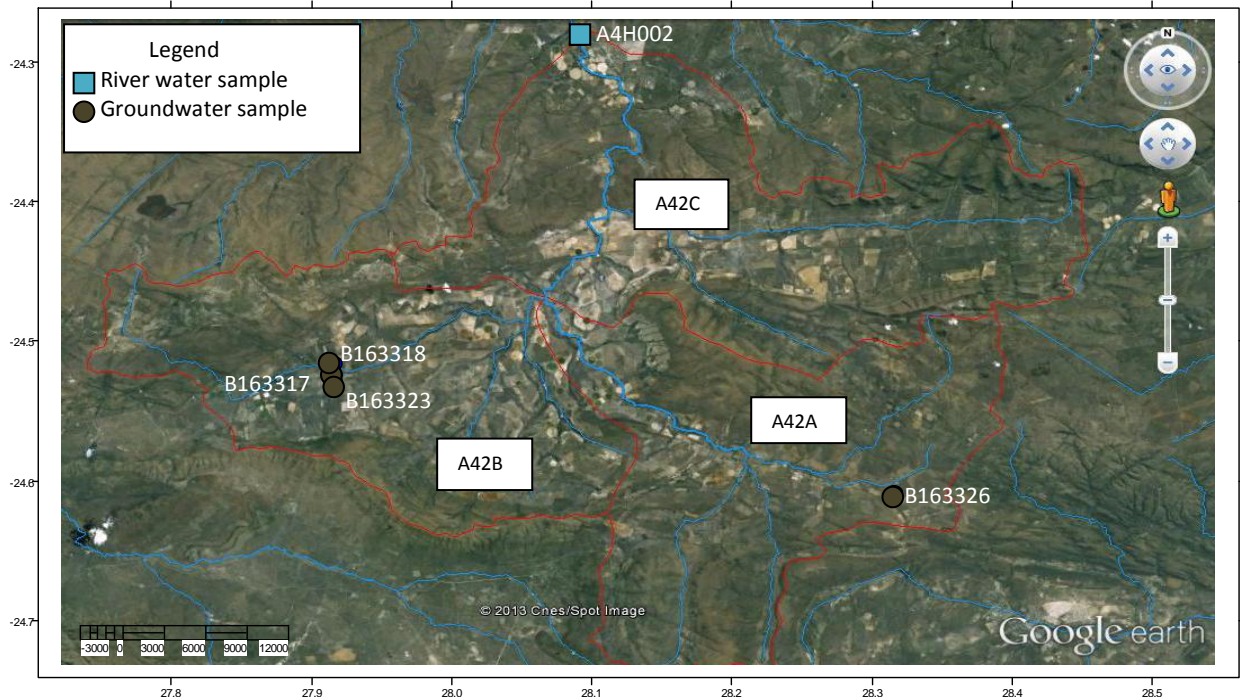 Legend
River water sample
Groundwater sample
A4H002
N
A42C
B163318
B163317
B163323
A42A
A42B
B163326
© 2013 Cnes/Spot Image
Google earth
-3000 0 3000 6000 9000 12000
-24.3
-24.4
-24.5
-24.6
-24.7
27.8 27.9 28.0 28.1 28.2 28.3 28.4 28.5